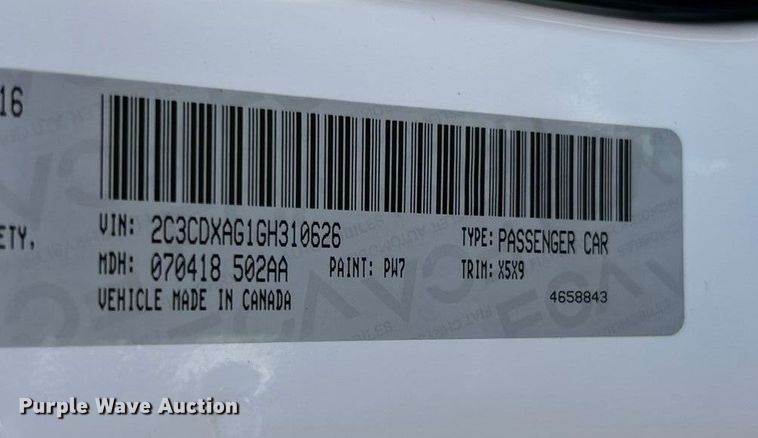 16
ETY,
VIN: 2C3CDXAG1GH310626 TYPE: PASSENGER CAR
MDH: 070418 502AA PAINT: PW7 TRIM: X5X9
VEHICLE MADE IN CANADA 4658843
Purple Wave Auction